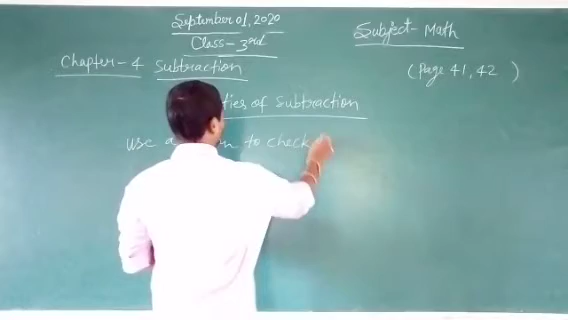 September 01, 2020
Subject - Math
Class - 3rd
Chapter - 4 Subtraction
(Page 41, 42 )
of Subtraction
use to check